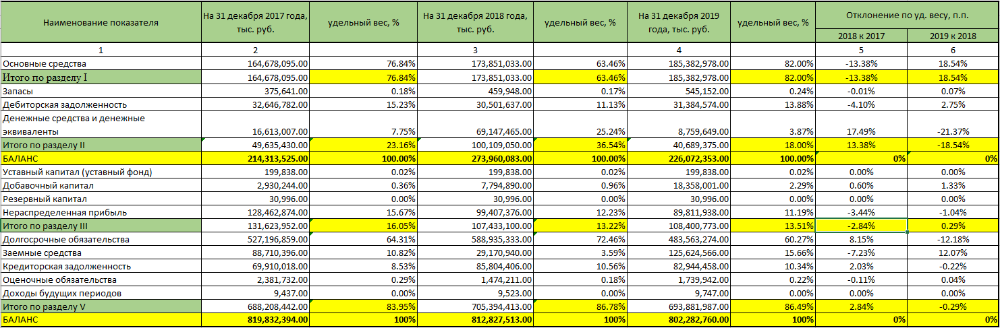 Наименование показателя | На 31 декабря 2017 года, тыс. руб. | удельный вес, % | На 31 декабря 2018 года, тыс. руб. | удельный вес, % | На 31 декабря 2019 года, тыс. руб. | удельный вес, % | Отклонение по уд. весу, п.п.
2018 к 2017 | 2019 к 2018
1 | 2 | 3 | 4 | 5 | 6
Основные средства | 164,678,095.00 | 76.84% | 173,851,033.00 | 63.46% | 185,382,978.00 | 82.00% | -13.38% | 18.54%
Итого по разделу I | 164,678,095.00 | 76.84% | 173,851,033.00 | 63.46% | 185,382,978.00 | 82.00% | -13.38% | 18.54%
Запасы | 375,641.00 | 0.18% | 459,948.00 | 0.17% | 545,152.00 | 0.24% | -0.01% | 0.07%
Дебиторская задолженность | 32,646,782.00 | 15.23% | 30,501,637.00 | 11.13% | 31,384,574.00 | 13.88% | -4.10% | 2.75%
Денежные средства и денежные
эквиваленты | 16,613,007.00 | 7.75% | 69,147,465.00 | 25.24% | 8,759,649.00 | 3.87% | 17.49% | -21.37%
Итого по разделу II | 49,635,430.00 | 23.16% | 100,109,050.00 | 36.54% | 40,689,375.00 | 18.00% | 13.38% | -18.54%
БАЛАНС | 214,313,525.00 | 100.00% | 273,960,083.00 | 100.00% | 226,072,353.00 | 100.00% | 0% | 0%
Уставный капитал (уставный фонд) | 199,838.00 | 0.02% | 199,838.00 | 0.02% | 199,838.00 | 0.02% | 0.00% | 0.00%
Добавочный капитал | 2,930,244.00 | 0.36% | 7,794,890.00 | 0.96% | 18,358,001.00 | 2.29% | 0.60% | 1.33%
Резервный капитал | 30,996.00 | 0.00% | 30,996.00 | 0.00% | 30,996.00 | 0.00% | 0.00% | 0.00%
Нераспределенная прибыль | 128,462,874.00 | 15.67% | 99,407,376.00 | 12.23% | 89,811,938.00 | 11.19% | -3.44% | -1.04%
Итого по разделу III | 131,623,952.00 | 16.05% | 107,433,100.00 | 13.22% | 108,400,773.00 | 13.51% | -2.84% | 0.29%
Долгосрочные обязательства | 527,196,859.00 | 64.31% | 588,935,333.00 | 72.46% | 483,563,274.00 | 60.27% | 8.15% | -12.18%
Заемные средства | 88,710,396.00 | 10.82% | 29,170,940.00 | 3.59% | 125,624,566.00 | 15.66% | -7.23% | 12.07%
Кредиторская задолженность | 69,910,018.00 | 8.53% | 85,804,406.00 | 10.56% | 82,944,458.00 | 10.34% | 2.03% | -0.22%
Оценочные обязательства | 2,381,732.00 | 0.29% | 1,474,211.00 | 0.18% | 1,739,942.00 | 0.22% | -0.11% | 0.04%
Доходы будущих периодов | 9,437.00 | 0.00% | 9,523.00 | 0.00% | 9,747.00 | 0.00% | 0.00% | 0.00%
Итого по разделу V | 688,208,442.00 | 83.95% | 705,394,413.00 | 86.78% | 693,881,987.00 | 86.49% | 2.84% | -0.29%
БАЛАНС | 819,832,394.00 | 100% | 812,827,513.00 | 100% | 802,282,760.00 | 100% | 0% | 0%